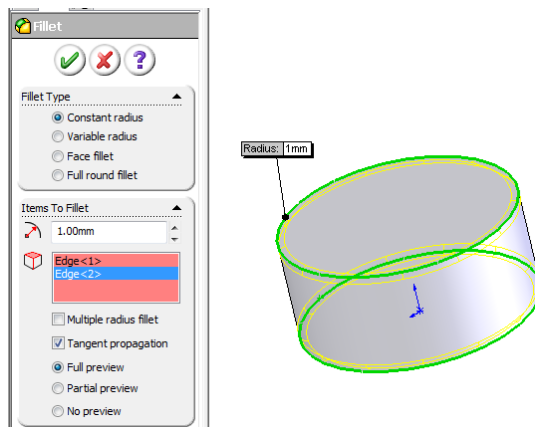 Fillet
?
Fillet Type
Constant radius
Variable radius
Face fillet
Full round fillet
Items To Fillet
1.00mm
Edge<1>
Edge<2>
Multiple radius fillet
Tangent propagation
Full preview
Partial preview
No preview
Radius: 1mm